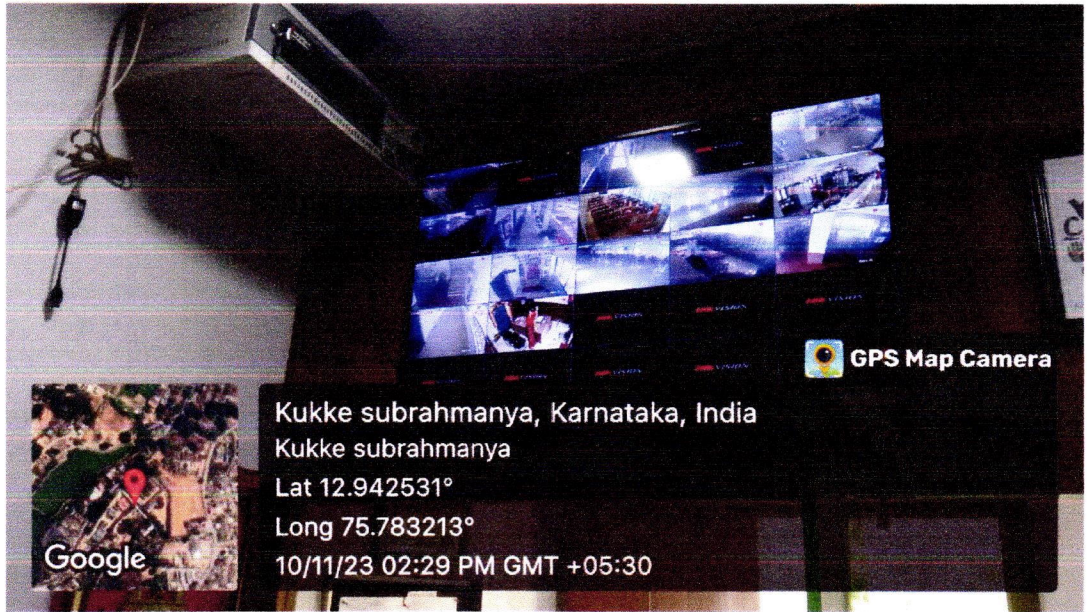 GPS Map Camera
Kukke subrahmanya, Karnataka, India
Kukke subrahmanya
Lat 12.942531°
Long 75.783213°
10/11/23 02:29 PM GMT +05:30
Google